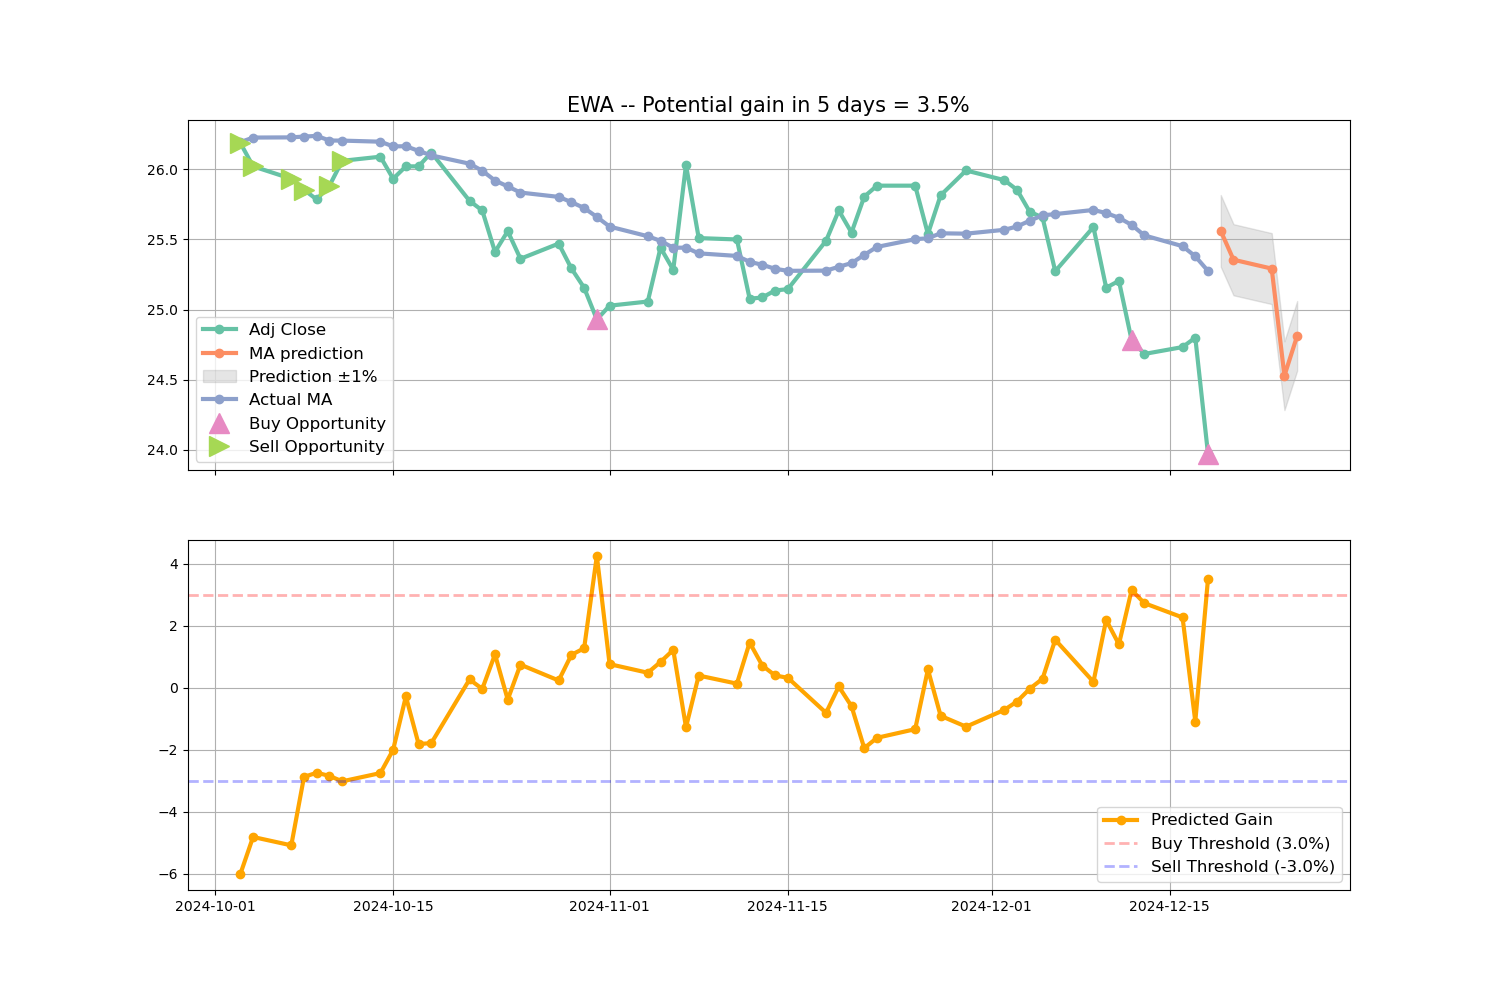 EWA -- Potential gain in 5 days = 3.5%
26.0
25.5
25.0
24.5
24.0
Adj Close
MA prediction
Prediction ±1%
Actual MA
Buy Opportunity
Sell Opportunity
4
2
0
−2
−4
−6
Predicted Gain
Buy Threshold (3.0%)
Sell Threshold (-3.0%)
2024-10-01
2024-10-15
2024-11-01
2024-11-15
2024-12-01
2024-12-15